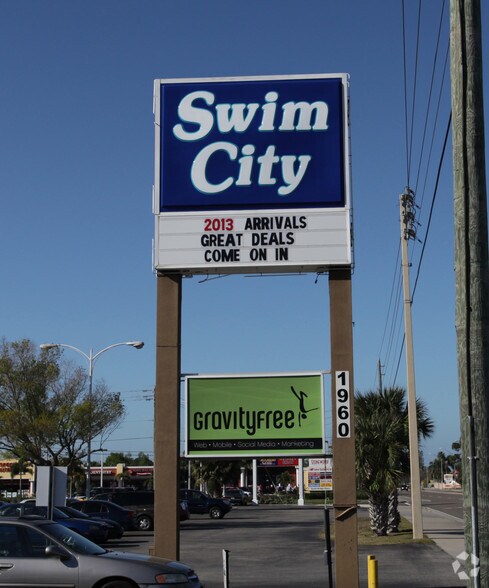 Swim
City
2013 ARRIVALS
GREAT DEALS
COME ON IN
GravityFree
Web • Mobile • Social Media • Marketing
1960